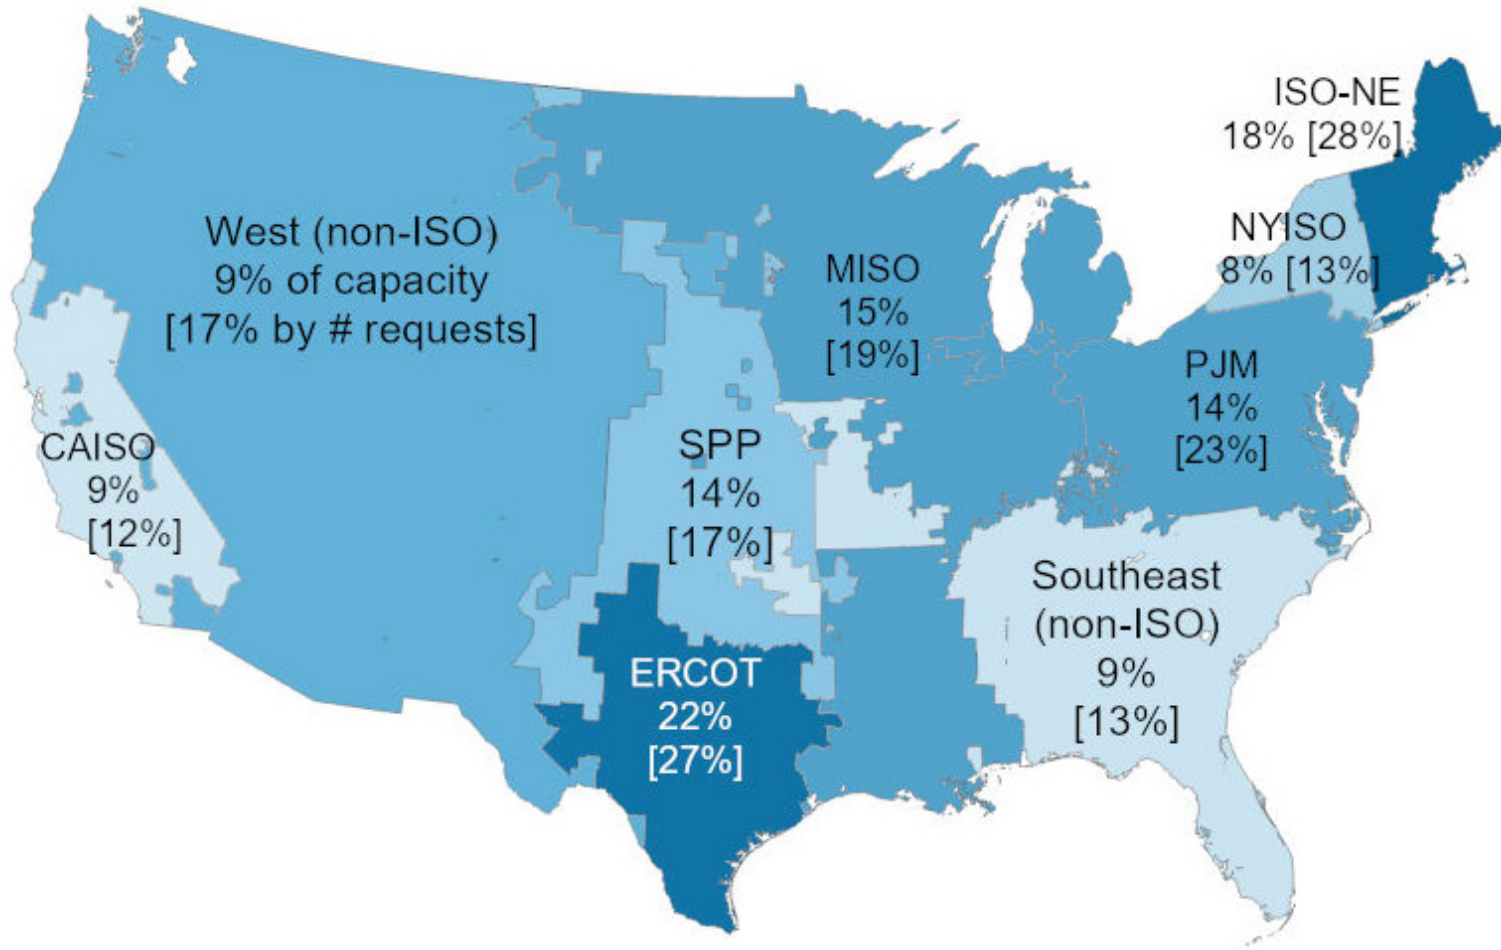 ISO-NE
18% [28%]
West (non-ISO)
9% of capacity
[17% by # requests]
NYISO
8% [13%]
MISO
15%
[19%]
PJM
14%
[23%]
CAISO
9%
[12%]
SPP
14%
[17%]
Southeast
(non-ISO)
9%
[13%]
ERCOT
22%
[27%]